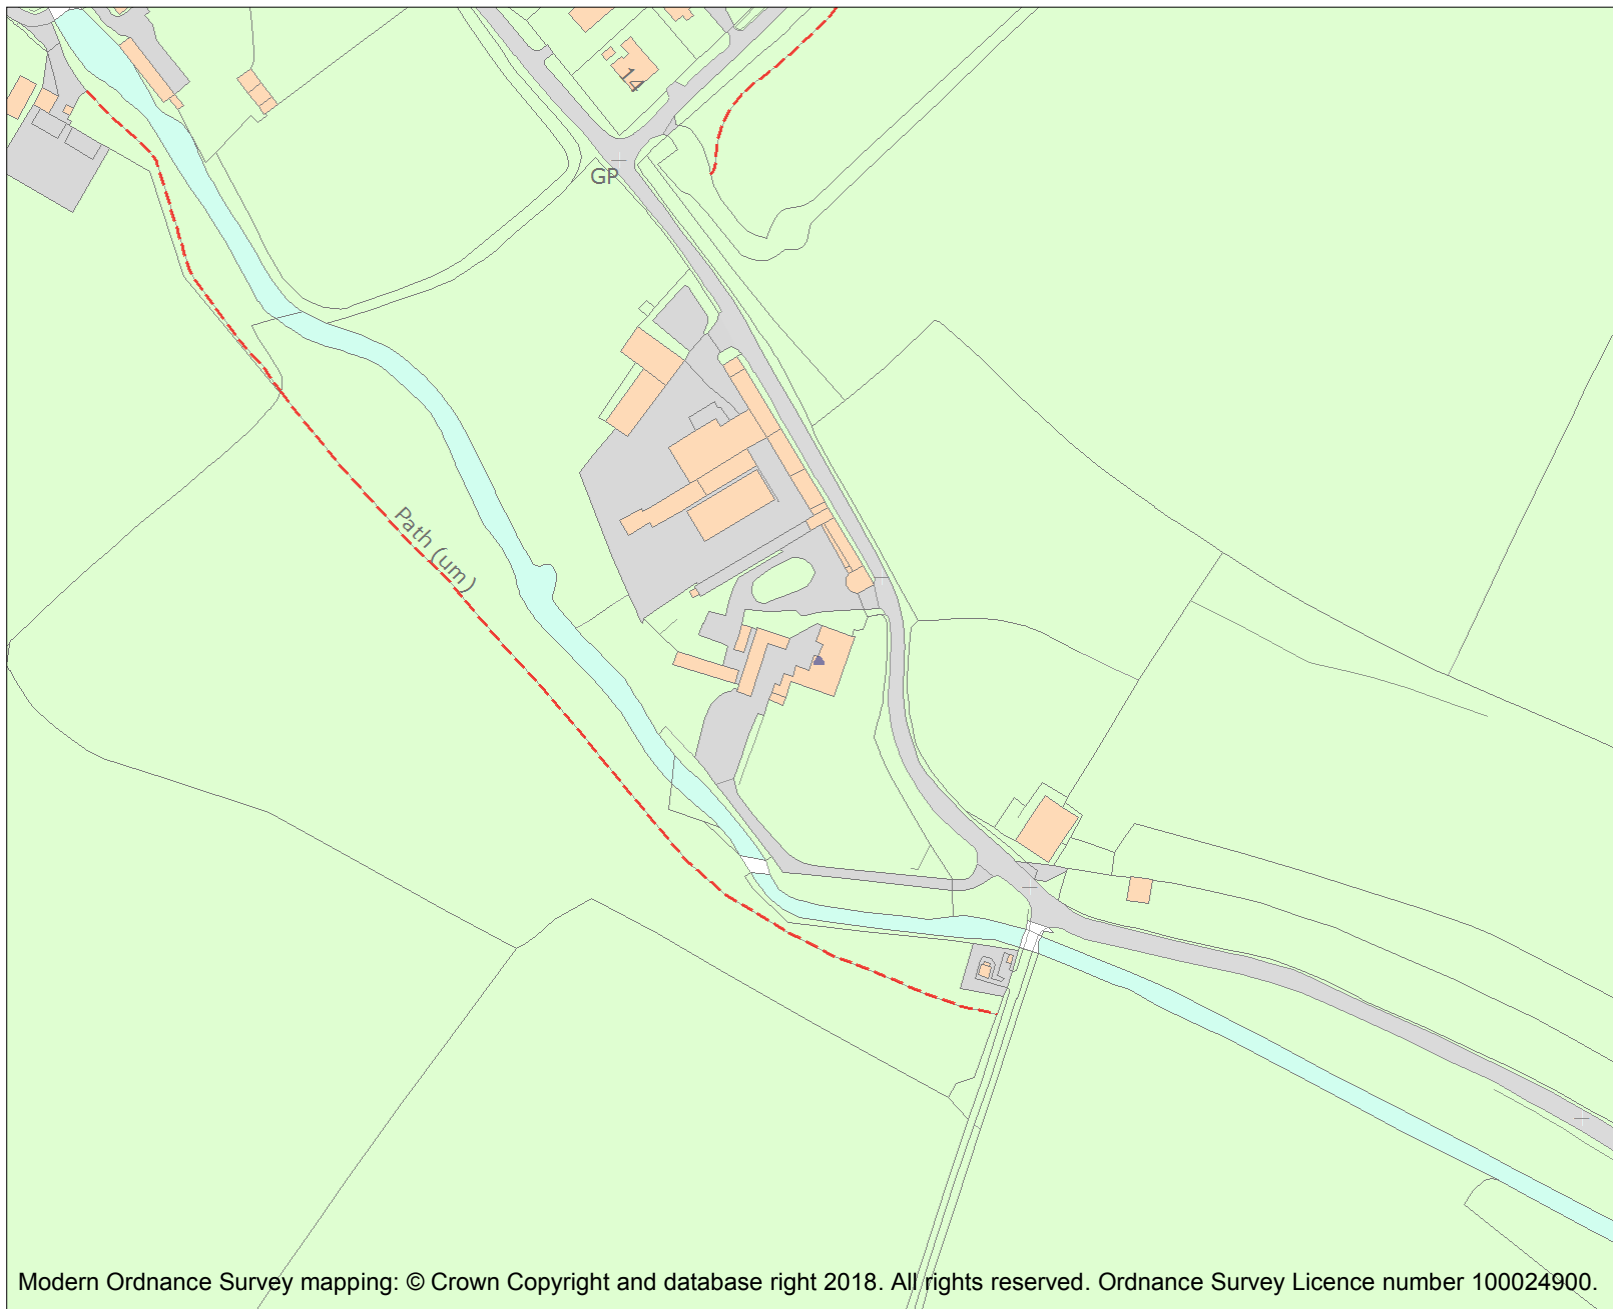 14
GP
Path (um)
Modern Ordnance Survey mapping: © Crown Copyright and database right 2018. All rights reserved. Ordnance Survey Licence number 100024900.